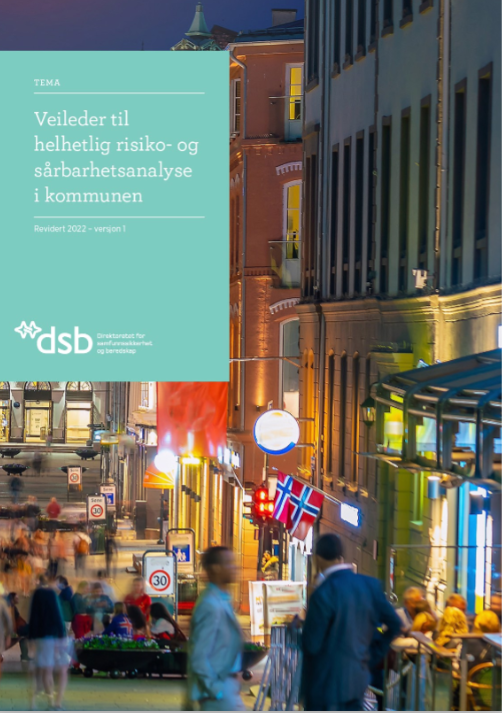 TEMA
Veileder til
helhetlig risiko- og
sårbarhetsanalyse
i kommunen
Revidert 2022 – versjon 1
dsb
Direktoratet for
samfunnssikkerhet
og beredskap
30